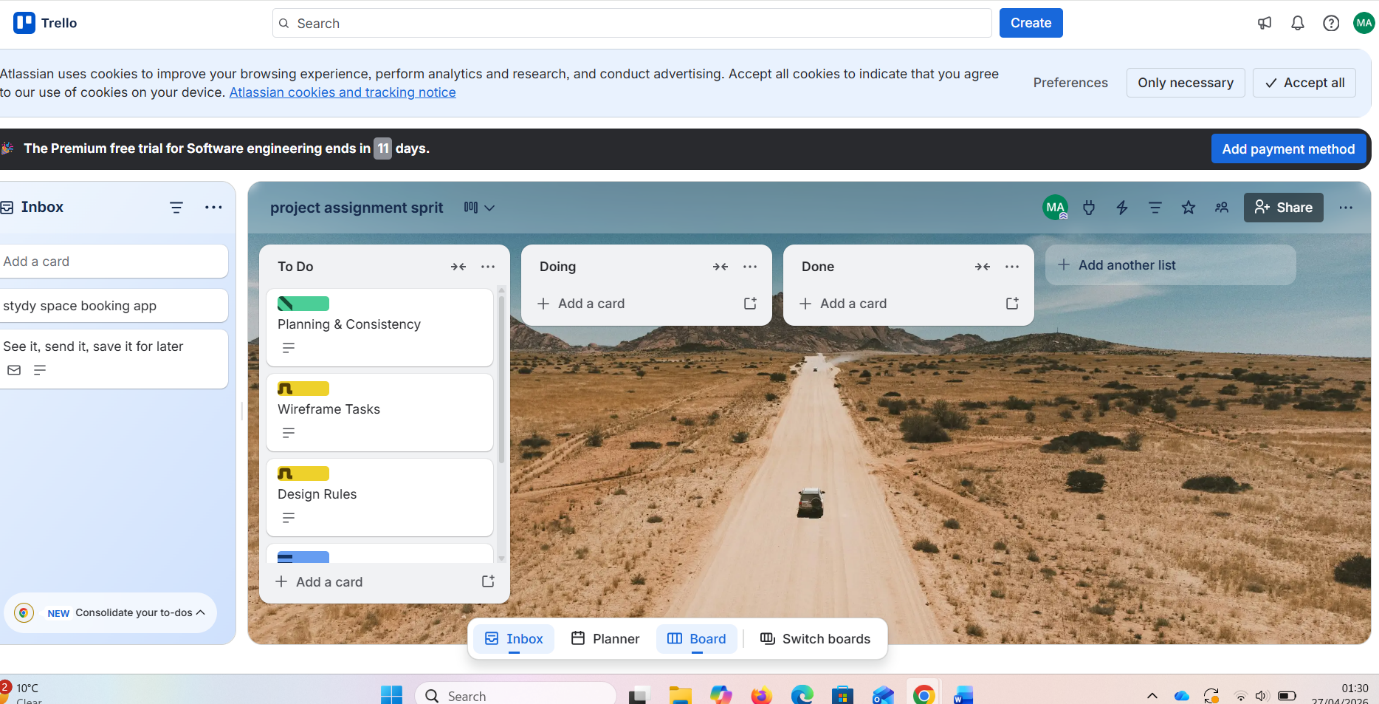 Trello
Search
Create
MA
Atlassian uses cookies to improve your browsing experience, perform analytics and research, and conduct advertising. Accept all cookies to indicate that you agree
to our use of cookies on your device. Atlassian cookies and tracking notice
Preferences
Only necessary
Accept all
The Premium free trial for Software engineering ends in 11 days.
Add payment method
Inbox
Add a card
stydy space booking app
See it, send it, save it for later
NEW Consolidate your to-dos
project assignment sprit
MA
Share
To Do
Planning & Consistency
Wireframe Tasks
Design Rules
Add a card
Doing
Add a card
Done
Add a card
Add another list
Inbox
Planner
Board
Switch boards
2
10°C
Clear
Search
01:30
27/04/2026